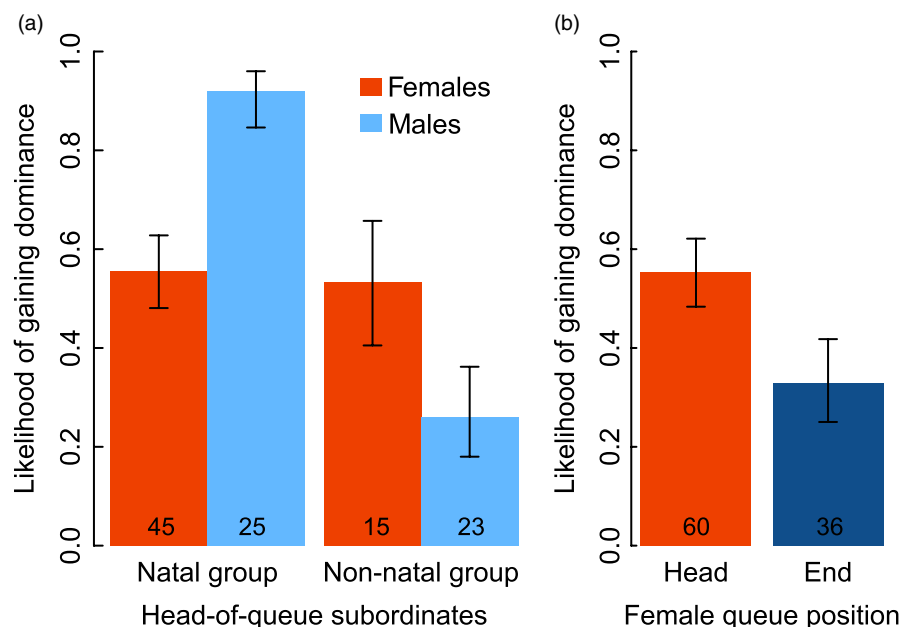 (a)
Likelihood of gaining dominance
1.0
0.8
0.6
0.4
0.2
0.0
Females
Males
45
25
15
23
Natal group
Non-natal group
Head-of-queue subordinates
(b)
Likelihood of gaining dominance
1.0
0.8
0.6
0.4
0.2
0.0
60
36
Head
End
Female queue position